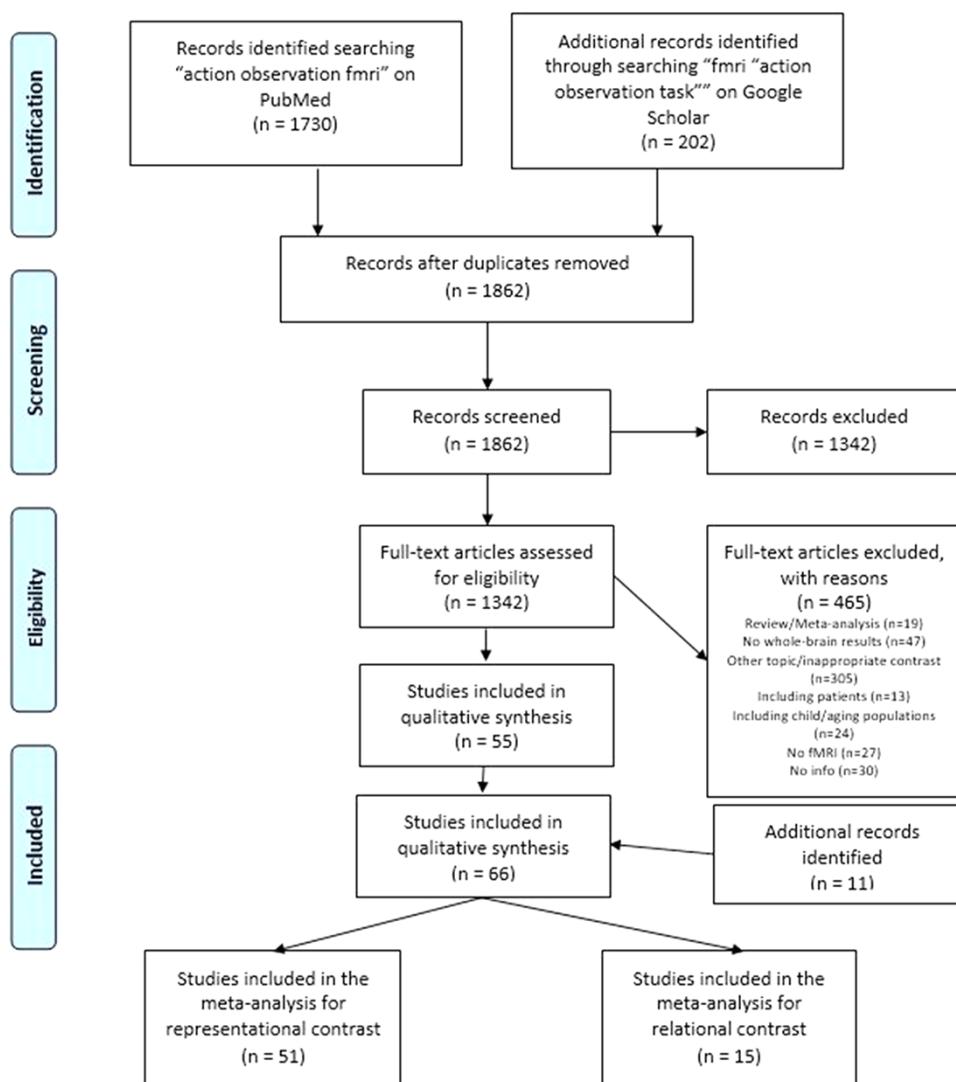 Identification
Records identified searching
“action observation fmri” on
PubMed
(n = 1730)
Additional records identified
through searching “fmri “action
observation task”” on Google
Scholar
(n = 202)
Records after duplicates removed
(n = 1862)
Screening
Records screened
(n = 1862)
Records excluded
(n = 1342)
Eligibility
Full-text articles assessed
for eligibility
(n = 1342)
Full-text articles excluded,
with reasons
(n = 465)
Review/Meta-analysis (n=19)
No whole-brain results (n=47)
Other topic/inappropriate contrast
(n=305)
Including patients (n=13)
Including child/aging populations
(n=24)
No fMRI (n=27)
No info (n=30)
Studies included in
qualitative synthesis
(n = 55)
Included
Studies included in
qualitative synthesis
(n = 66)
Additional records
identified
(n = 11)
Studies included in the
meta-analysis for
representational contrast
(n = 51)
Studies included in the
meta-analysis for
relational contrast
(n = 15)